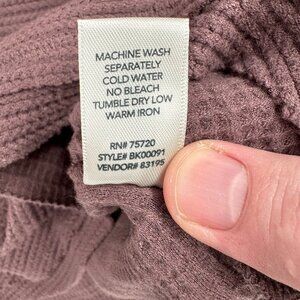 MACHINE WASH
SEPARATELY
COLD WATER
NO BLEACH
TUMBLE DRY LOW
WARM IRON
RN# 75720
STYLE# BK00091
VENDOR# 83195